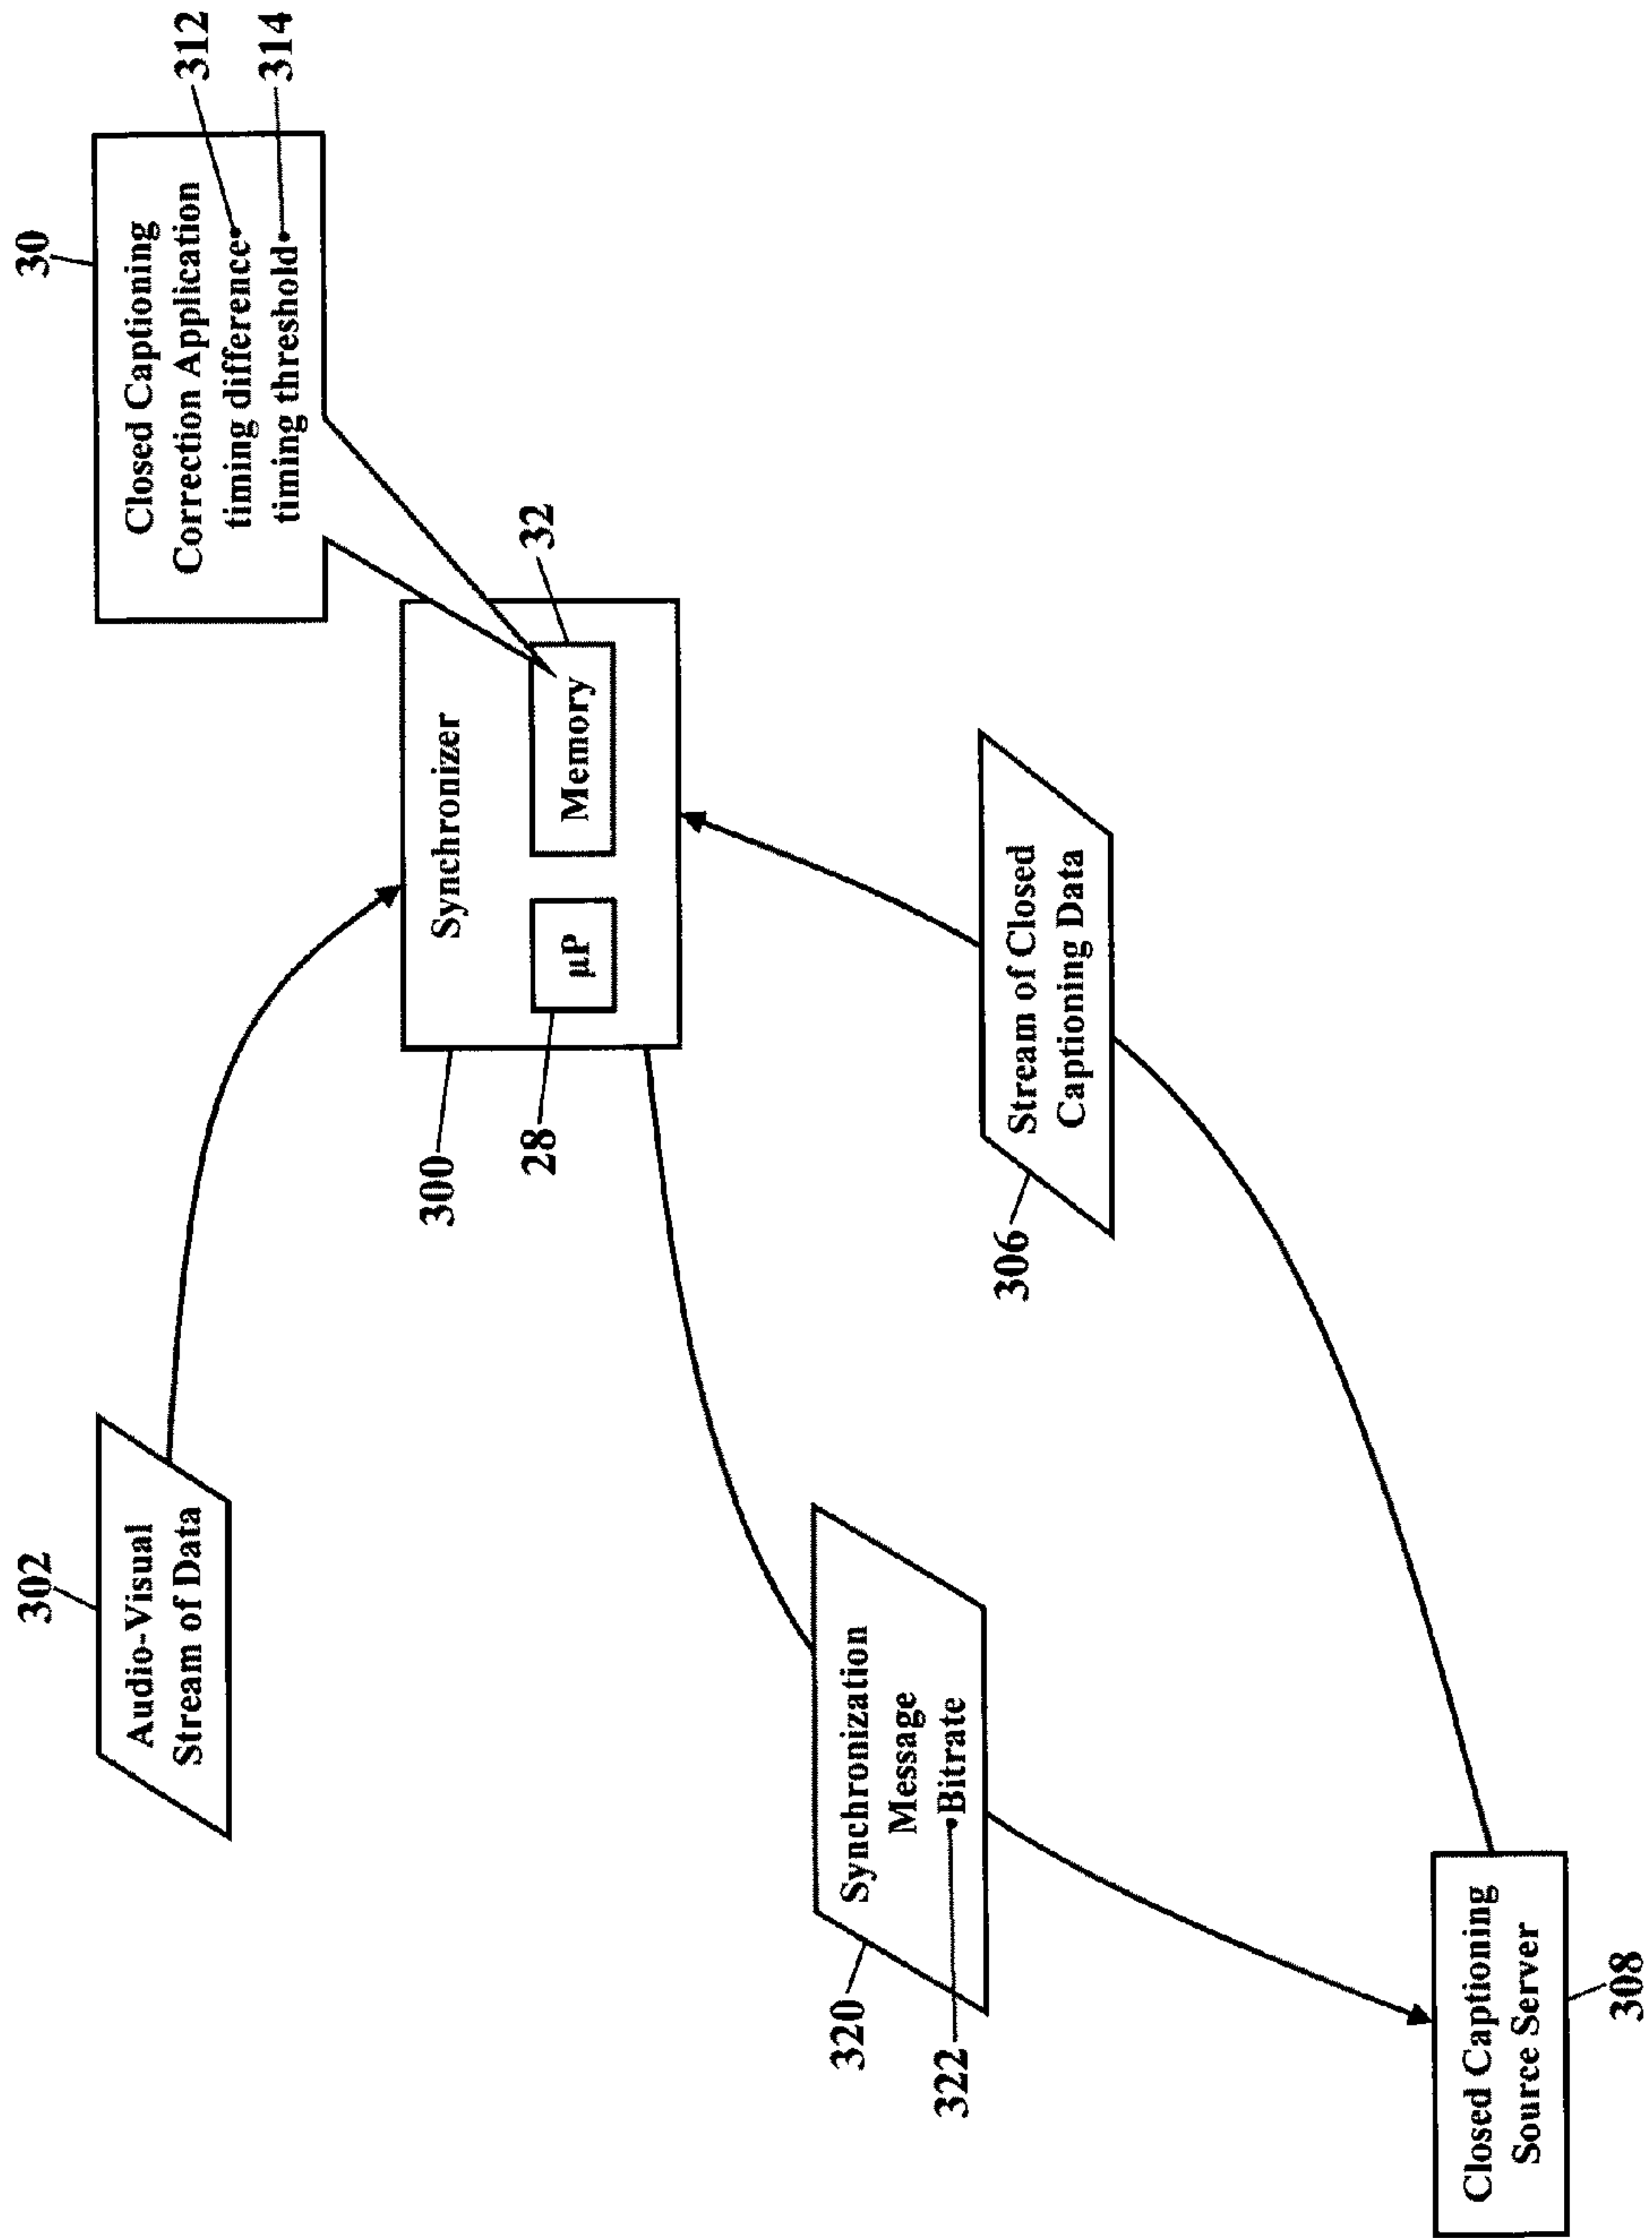 302
Audio-Visual
Stream of Data
30
Closed Captioning
Correction Application
timing difference
timing threshold
312
314
300
Synchronizer
28
µP
Memory
32
320
Synchronization
Message
Bitrate
322
306
Stream of Closed
Captioning Data
Closed Captioning
Source Server
308